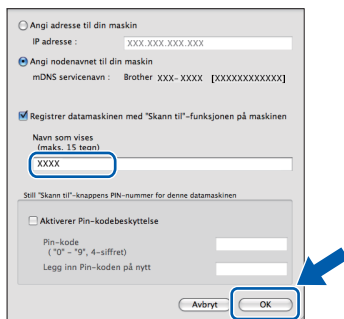 Angi adresse til din maskin
IP adresse : XXX.XXX.XXX.XXX
Angi nodenavnet til din maskin
mDNS servicenavn : Brother XXX-XXXX [XXXXXXXXXXXX]
Registrer datamaskinen med "Skann til"-funksjonen på maskinen
Navn som vises
(maks. 15 tegn)
XXXX
Still "Skann til"-knappens PIN-nummer for denne datamaskinen
Aktiverer Pin-kodebeskyttelse
Pin-kode
( "0" - "9", 4-siffret)
Legg inn Pin-koden på nytt
Avbryt OK